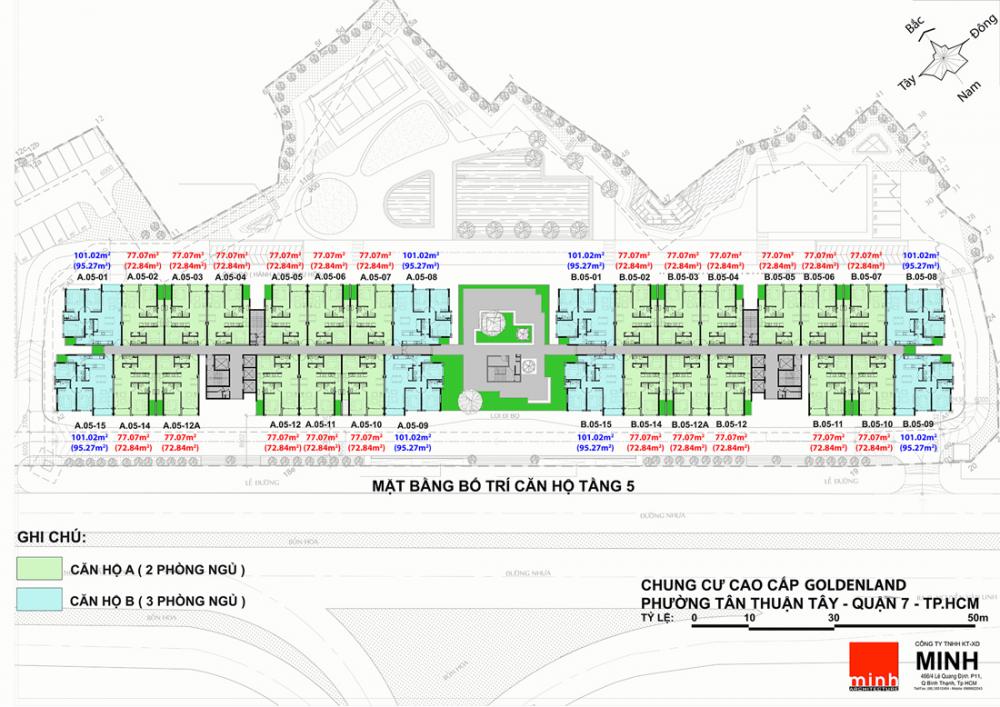 Bắc
Đông
Tây
Nam
101.02m² 77.07m² 77.07m² 77.07m² 77.07m² 77.07m² 77.07m² 101.02m² 101.02m² 77.07m² 77.07m² 77.07m² 77.07m² 77.07m² 77.07m² 101.02m²
(95.27m²) (72.84m²) (72.84m²) (72.84m²) (72.84m²) (72.84m²) (72.84m²) (95.27m²) (95.27m²) (72.84m²) (72.84m²) (72.84m²) (72.84m²) (72.84m²) (72.84m²) (95.27m²)
A.05-01 A.05-02 A.05-03 A.05-04 A.05-05 A.05-06 A.05-07 A.05-08 B.05-01 B.05-02 B.05-03 B.05-04 B.05-05 B.05-06 B.05-07 B.05-08
LỐI ĐI BỘ
A.05-15 A.05-14 A.05-12A A.05-12 A.05-11 A.05-10 A.05-09 B.05-15 B.05-14 B.05-12A B.05-12 B.05-11 B.05-10 B.05-09
101.02m² 77.07m² 77.07m² 77.07m² 77.07m² 77.07m² 101.02m² 101.02m² 77.07m² 77.07m² 77.07m² 77.07m² 77.07m² 101.02m²
(95.27m²) (72.84m²) (72.84m²) (72.84m²) (72.84m²) (72.84m²) (95.27m²) (95.27m²) (72.84m²) (72.84m²) (72.84m²) (72.84m²) (72.84m²) (95.27m²)
LỀ ĐƯỜNG
LỀ ĐƯỜNG
MẶT BẰNG BỐ TRÍ CĂN HỘ TẦNG 5
ĐƯỜNG NHỰA
GHI CHÚ:
BỒN HOA
CĂN HỘ A ( 2 PHÒNG NGỦ )
ĐƯỜNG NHỰA
CĂN HỘ B ( 3 PHÒNG NGỦ )
BỒN HOA
BỒN HOA
CHUNG CƯ CAO CẤP GOLDENLAND
PHƯỜNG TÂN THUẬN TÂY - QUẬN 7 - TP.HCM
TỶ LỆ: 0 10 30 50m
minh
ARCHITECTURE
CÔNG TY TNHH KT-XD
MINH
466/4 Lê Quang Định P11,
Q Bình Thạnh, Tp HCM